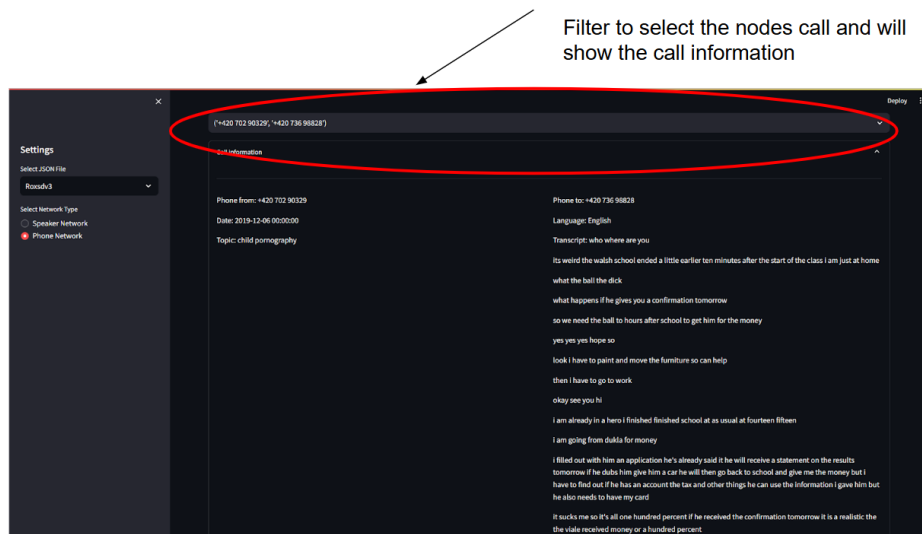 Filter to select the nodes call and will
show the call information
Deploy
('+420 702 90329', '+420 736 98828')
Settings
Call Information
Select JSON File
Roxsdv3
Select Network Type
Speaker Network
Phone Network
Phone from: +420 702 90329
Phone to: +420 736 98828
Date: 2019-12-06 00:00:00
Language: English
Topic: child pornography
Transcript: who where are you
its weird the walsh school ended a little earlier ten minutes after the start of the class i am just at home
what the ball the dick
what happens if he gives you a confirmation tomorrow
so we need the ball to hours after school to get him for the money
yes yes yes hope so
look i have to paint and move the furniture so can help
then i have to go to work
okay see you hi
i am already in a hero i finished finished school at as usual at fourteen fifteen
i am going from dukla for money
i filled out with him an application he's already said it he will receive a statement on the results
tomorrow if he dubs him give him a car he will then go back to school and give me the money but i
have to find out if he has an account the tax and other things he can use the information i gave him but
he also needs to have my card
it sucks me so it's all one hundred percent if he received the confirmation tomorrow it is a realistic the
the viale received money or a hundred percent